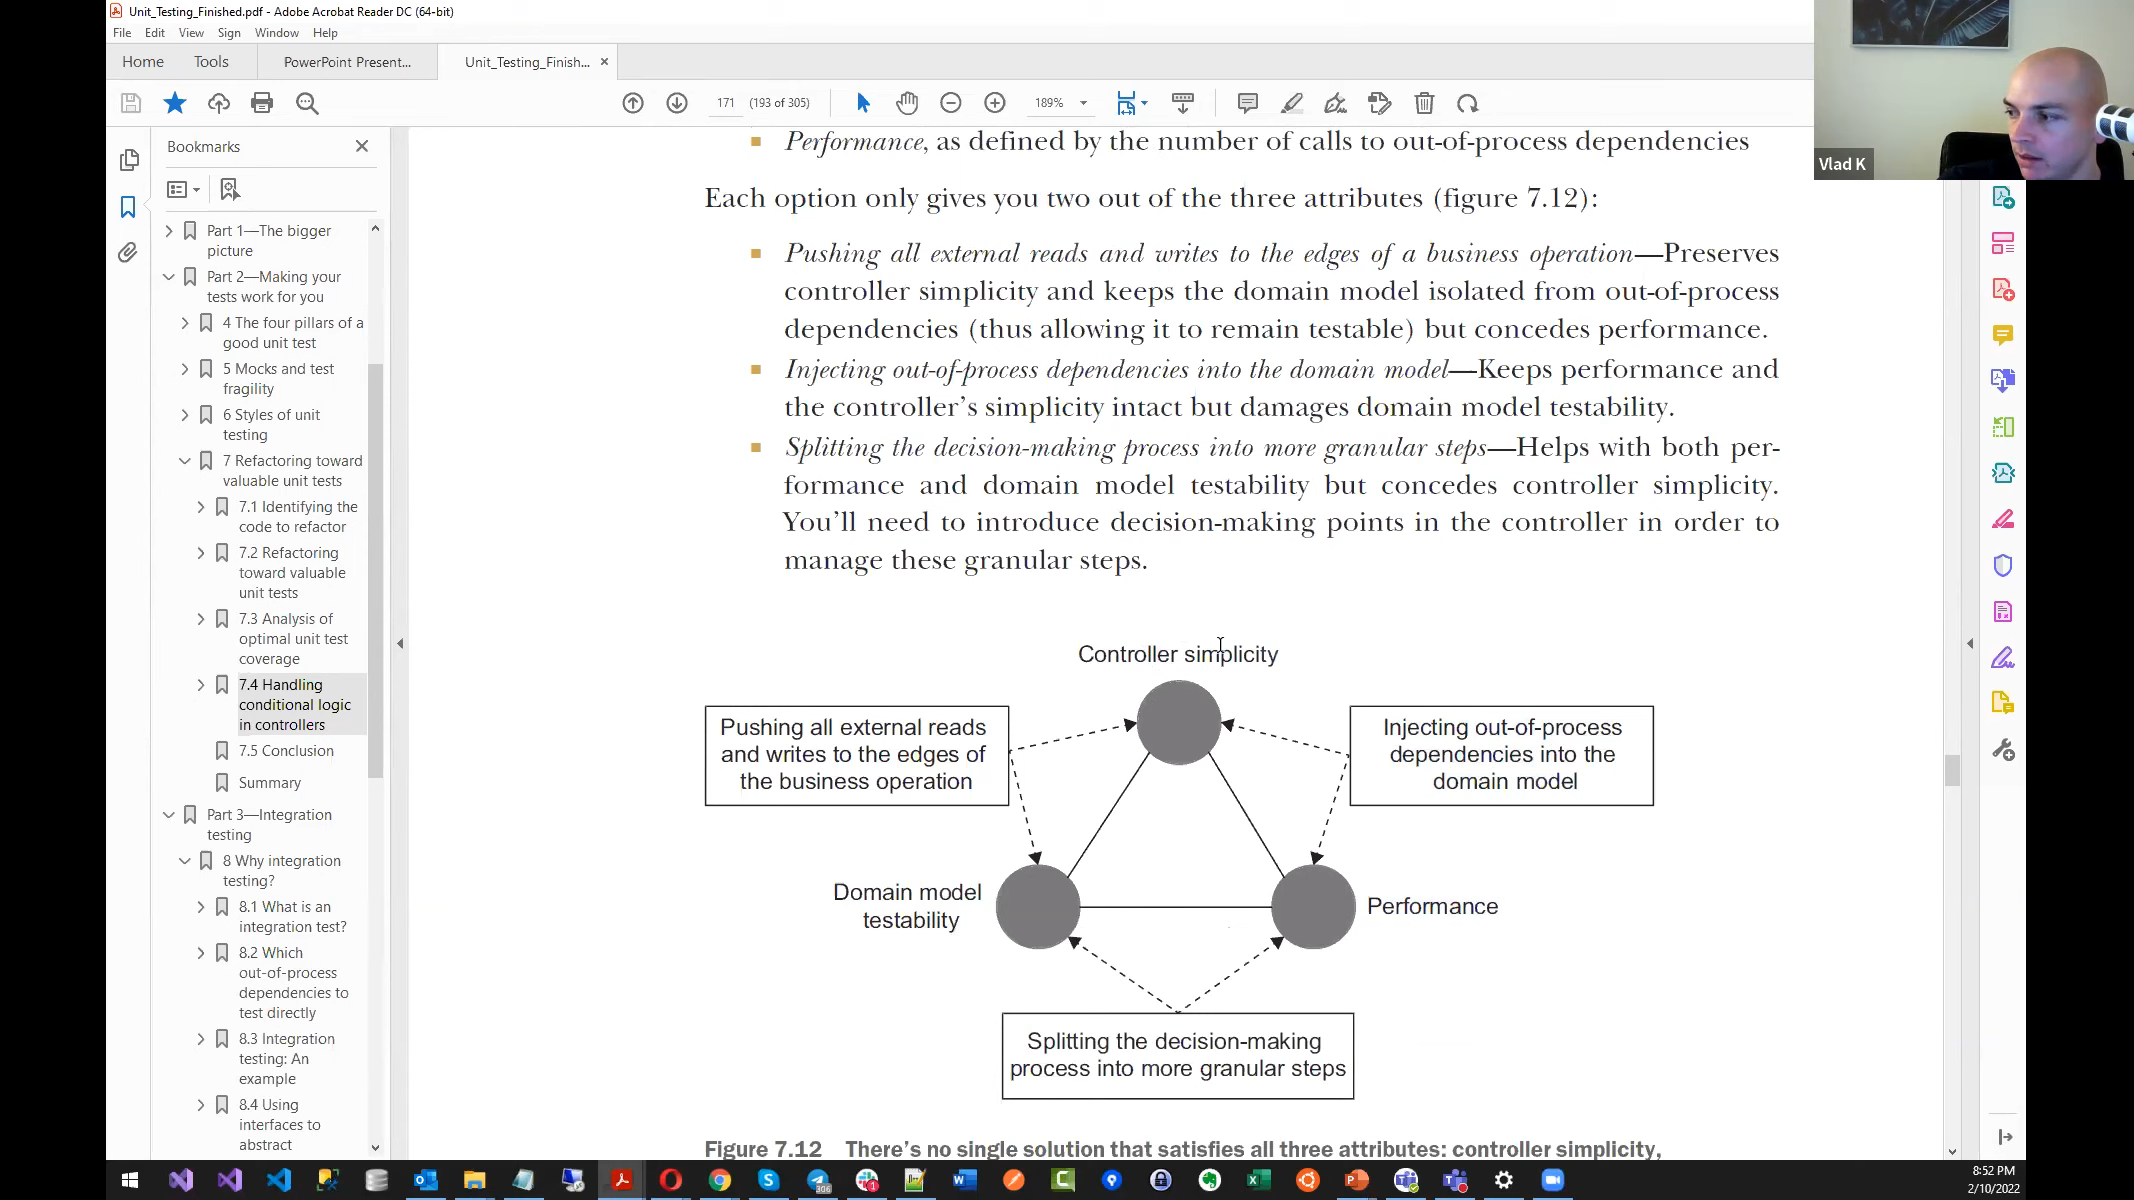 Unit_Testing_Finished.pdf - Adobe Acrobat Reader DC (64-bit)
File Edit View Sign Window Help
Home Tools PowerPoint Present... Unit_Testing_Finish... ×
171 (193 of 305) 189%
Vlad K
Bookmarks
Part 1—The bigger
picture
Part 2—Making your
tests work for you
4 The four pillars of a
good unit test
5 Mocks and test
fragility
6 Styles of unit
testing
7 Refactoring toward
valuable unit tests
7.1 Identifying the
code to refactor
7.2 Refactoring
toward valuable
unit tests
7.3 Analysis of
optimal unit test
coverage
7.4 Handling
conditional logic
in controllers
7.5 Conclusion
Summary
Part 3—Integration
testing
8 Why integration
testing?
8.1 What is an
integration test?
8.2 Which
out-of-process
dependencies to
test directly
8.3 Integration
testing: An
example
8.4 Using
interfaces to
abstract
Performance, as defined by the number of calls to out-of-process dependencies
Each option only gives you two out of the three attributes (figure 7.12):
Pushing all external reads and writes to the edges of a business operation—Preserves
controller simplicity and keeps the domain model isolated from out-of-process
dependencies (thus allowing it to remain testable) but concedes performance.
Injecting out-of-process dependencies into the domain model—Keeps performance and
the controller's simplicity intact but damages domain model testability.
Splitting the decision-making process into more granular steps—Helps with both per-
formance and domain model testability but concedes controller simplicity.
You'll need to introduce decision-making points in the controller in order to
manage these granular steps.
Controller simplicity
Pushing all external reads
and writes to the edges of
the business operation
Injecting out-of-process
dependencies into the
domain model
Domain model
testability
Performance
Splitting the decision-making
process into more granular steps
Figure 7.12 There's no single solution that satisfies all three attributes: controller simplicity,
8:52 PM
2/10/2022